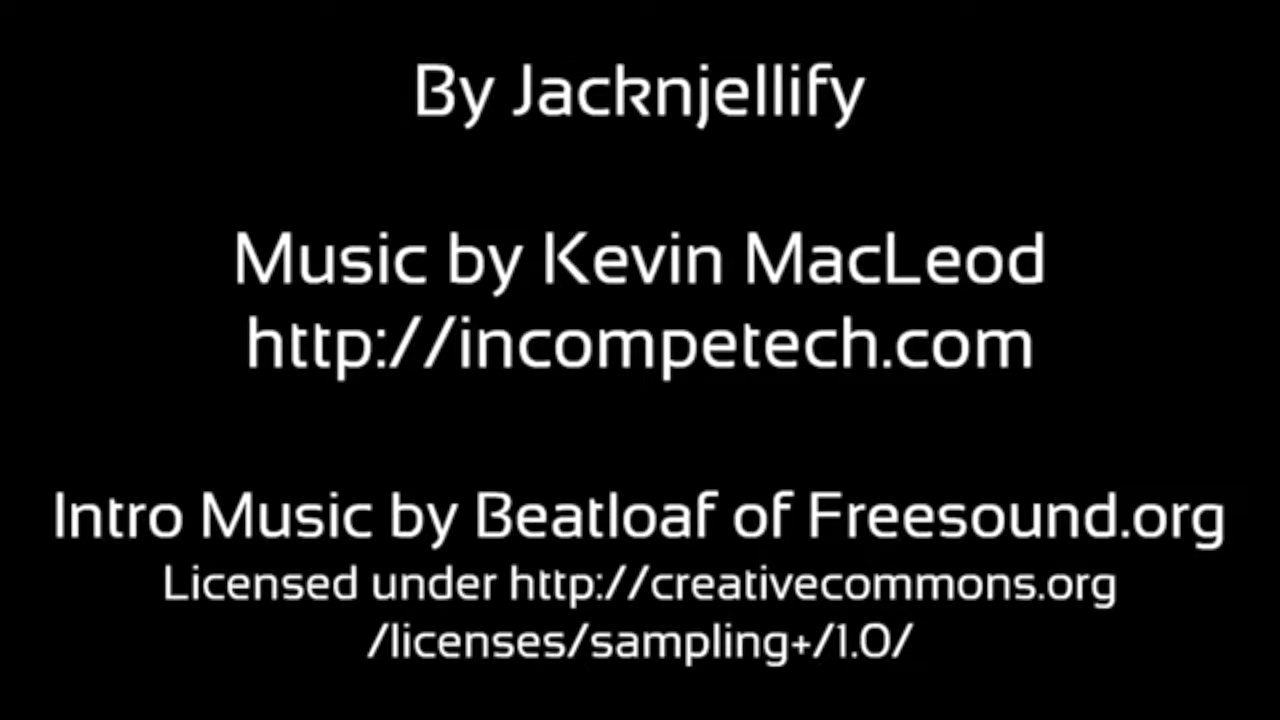 By Jacknjellify
Music by Kevin MacLeod
http://incompetech.com
Intro Music by Beatloaf of Freesound.org
Licensed under http://creativecommons.org
/licenses/sampling+/1.0/